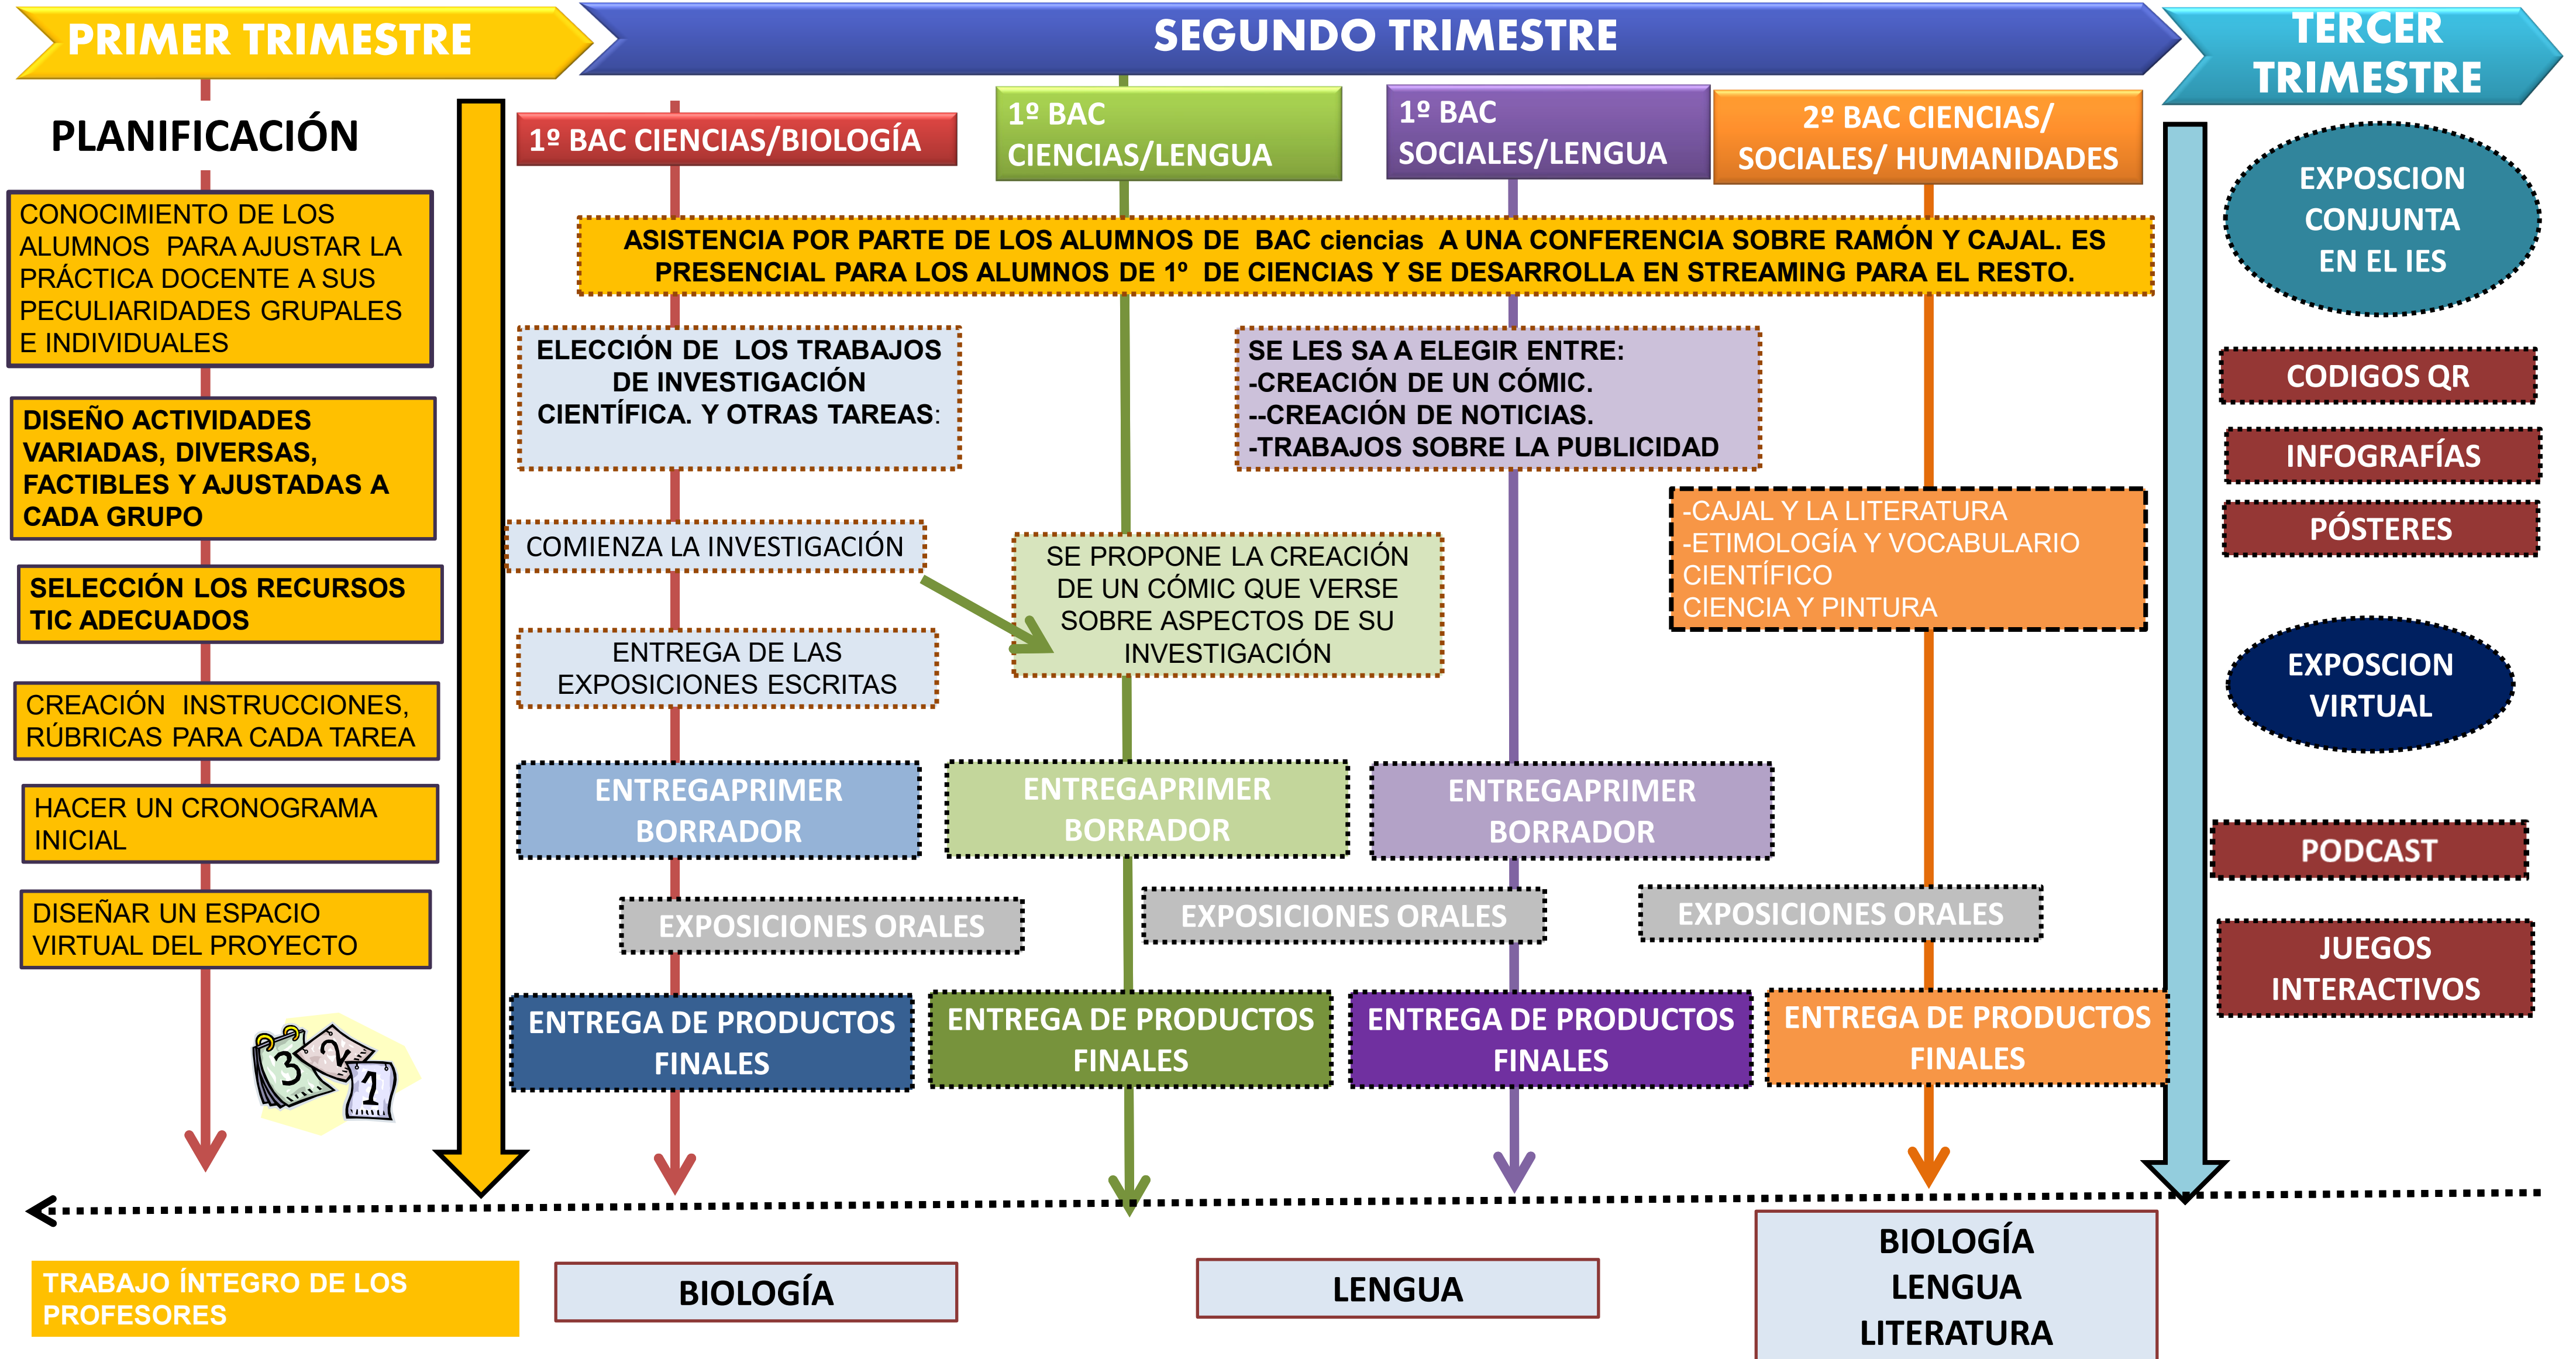 PRIMER TRIMESTRE
SEGUNDO TRIMESTRE
TERCER
TRIMESTRE
PLANIFICACIÓN
CONOCIMIENTO DE LOS
ALUMNOS PARA AJUSTAR LA
PRÁCTICA DOCENTE A SUS
PECULIARIDADES GRUPALES
E INDIVIDUALES
DISEÑO ACTIVIDADES
VARIADAS, DIVERSAS,
FACTIBLES Y AJUSTADAS A
CADA GRUPO
SELECCIÓN LOS RECURSOS
TIC ADECUADOS
CREACIÓN INSTRUCCIONES,
RÚBRICAS PARA CADA TAREA
HACER UN CRONOGRAMA
INICIAL
DISEÑAR UN ESPACIO
VIRTUAL DEL PROYECTO
3
2
1
TRABAJO ÍNTEGRO DE LOS
PROFESORES
1º BAC CIENCIAS/BIOLOGÍA
1º BAC
CIENCIAS/LENGUA
1º BAC
SOCIALES/LENGUA
2º BAC CIENCIAS/
SOCIALES/ HUMANIDADES
ASISTENCIA POR PARTE DE LOS ALUMNOS DE BAC ciencias A UNA CONFERENCIA SOBRE RAMÓN Y CAJAL. ES
PRESENCIAL PARA LOS ALUMNOS DE 1º DE CIENCIAS Y SE DESARROLLA EN STREAMING PARA EL RESTO.
ELECCIÓN DE LOS TRABAJOS
DE INVESTIGACIÓN
CIENTÍFICA. Y OTRAS TAREAS:
COMIENZA LA INVESTIGACIÓN
ENTREGA DE LAS
EXPOSICIONES ESCRITAS
SE PROPONE LA CREACIÓN
DE UN CÓMIC QUE VERSE
SOBRE ASPECTOS DE SU
INVESTIGACIÓN
SE LES SA A ELEGIR ENTRE:
-CREACIÓN DE UN CÓMIC.
--CREACIÓN DE NOTICIAS.
-TRABAJOS SOBRE LA PUBLICIDAD
-CAJAL Y LA LITERATURA
-ETIMOLOGÍA Y VOCABULARIO
CIENTÍFICO
CIENCIA Y PINTURA
ENTREGAPRIMER
BORRADOR
ENTREGAPRIMER
BORRADOR
ENTREGAPRIMER
BORRADOR
EXPOSICIONES ORALES
EXPOSICIONES ORALES
EXPOSICIONES ORALES
ENTREGA DE PRODUCTOS
FINALES
ENTREGA DE PRODUCTOS
FINALES
ENTREGA DE PRODUCTOS
FINALES
ENTREGA DE PRODUCTOS
FINALES
BIOLOGÍA
LENGUA
BIOLOGÍA
LENGUA
LITERATURA
EXPOSCION
CONJUNTA
EN EL IES
CODIGOS QR
INFOGRAFÍAS
PÓSTERES
EXPOSCION
VIRTUAL
PODCAST
JUEGOS
INTERACTIVOS